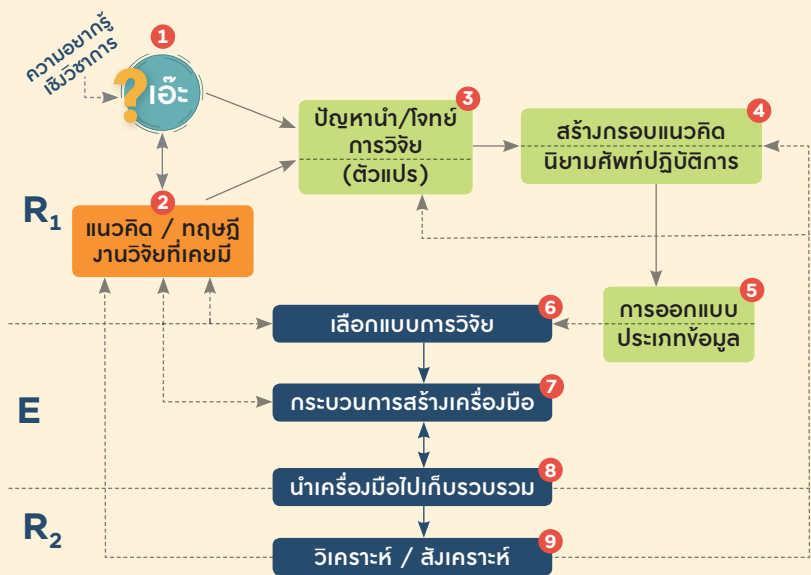 ความอยากรู้
เชิงวิชาการ
1
?
เอ๊ะ
3
ปัญหานำ/โจทย์
การวิจัย
(ตัวแปร)
4
สร้างกรอบแนวคิด
นิยามศัพท์ปฏิบัติการ
R1
2
แนวคิด / ทฤษฎี
งานวิจัยที่เคยมี
5
การออกแบบ
ประเภทข้อมูล
6
เลือกแบบการวิจัย
E
7
กระบวนการสร้างเครื่องมือ
8
นำเครื่องมือไปเก็บรวบรวม
R2
9
วิเคราะห์ / สังเคราะห์